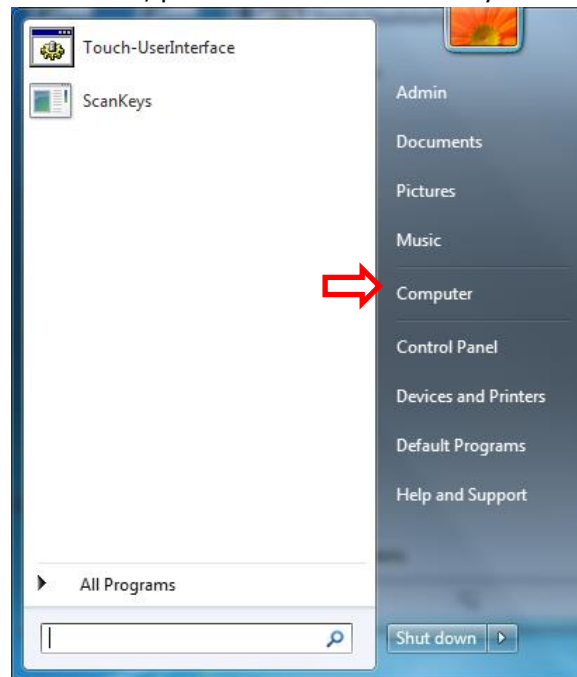 Touch-UserInterface
ScanKeys
Admin
Documents
Pictures
Music
Computer
Control Panel
Devices and Printers
Default Programs
Help and Support
All Programs
Shut down